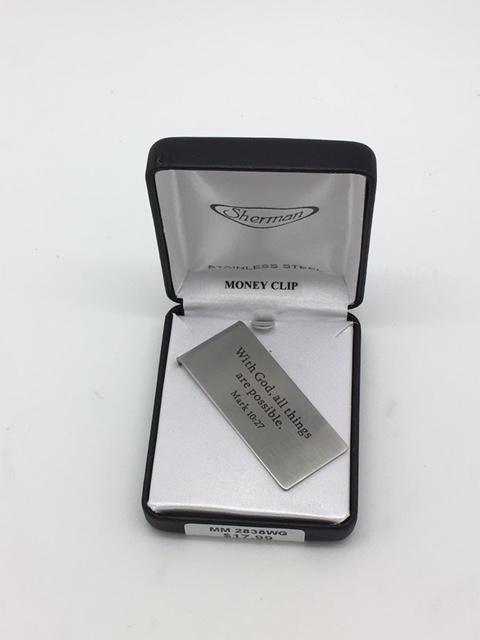 Sherman
STAINLESS STEEL
MONEY CLIP
With God, all things
are possible.
Mark 10:27
MM 2838WG
$17.99